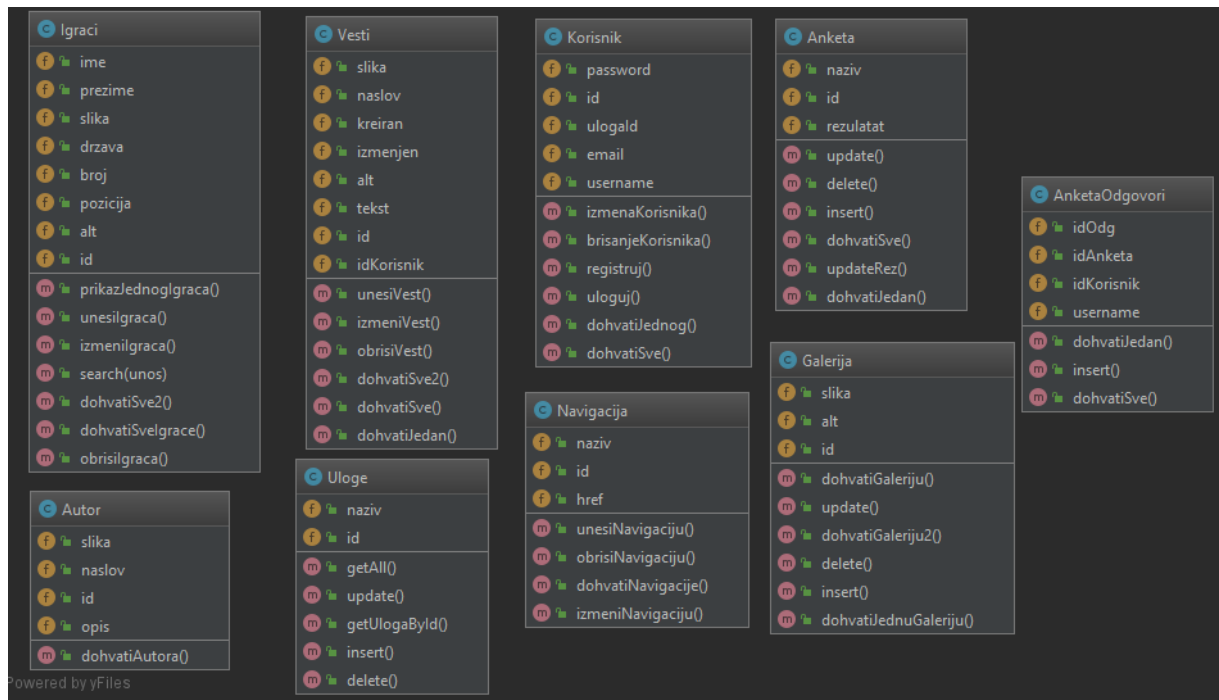 Igraci
ime
prezime
slika
drzava
broj
pozicija
alt
id
prikazJednogIgraca()
unesiIgraca()
izmeniIgraca()
search(unos)
dohvatiSve2()
dohvatiSveIgrace()
obrisiIgraca()
Vesti
slika
naslov
kreiran
izmenjen
alt
tekst
id
idKorisnik
unesiVest()
izmeniVest()
obrisiVest()
dohvatiSve2()
dohvatiSve()
dohvatiJedan()
Korisnik
password
id
ulogaId
email
username
izmenaKorisnika()
brisanjeKorisnika()
registruj()
uloguj()
dohvatiJednog()
dohvatiSve()
Anketa
naziv
id
rezulatat
update()
delete()
insert()
dohvatiSve()
updateRez()
dohvatiJedan()
AnketaOdgovori
idOdg
idAnketa
idKorisnik
username
dohvatiJedan()
insert()
dohvatiSve()
Autor
slika
naslov
id
opis
dohvatiAutora()
Uloge
naziv
id
getAll()
update()
getUlogaById()
insert()
delete()
Navigacija
naziv
id
href
unesiNavigaciju()
obrisiNavigaciju()
dohvatiNavigacije()
izmeniNavigaciju()
Galerija
slika
alt
id
dohvatiGaleriju()
update()
dohvatiGaleriju2()
delete()
insert()
dohvatiJednuGaleriju()
Powered by yFiles